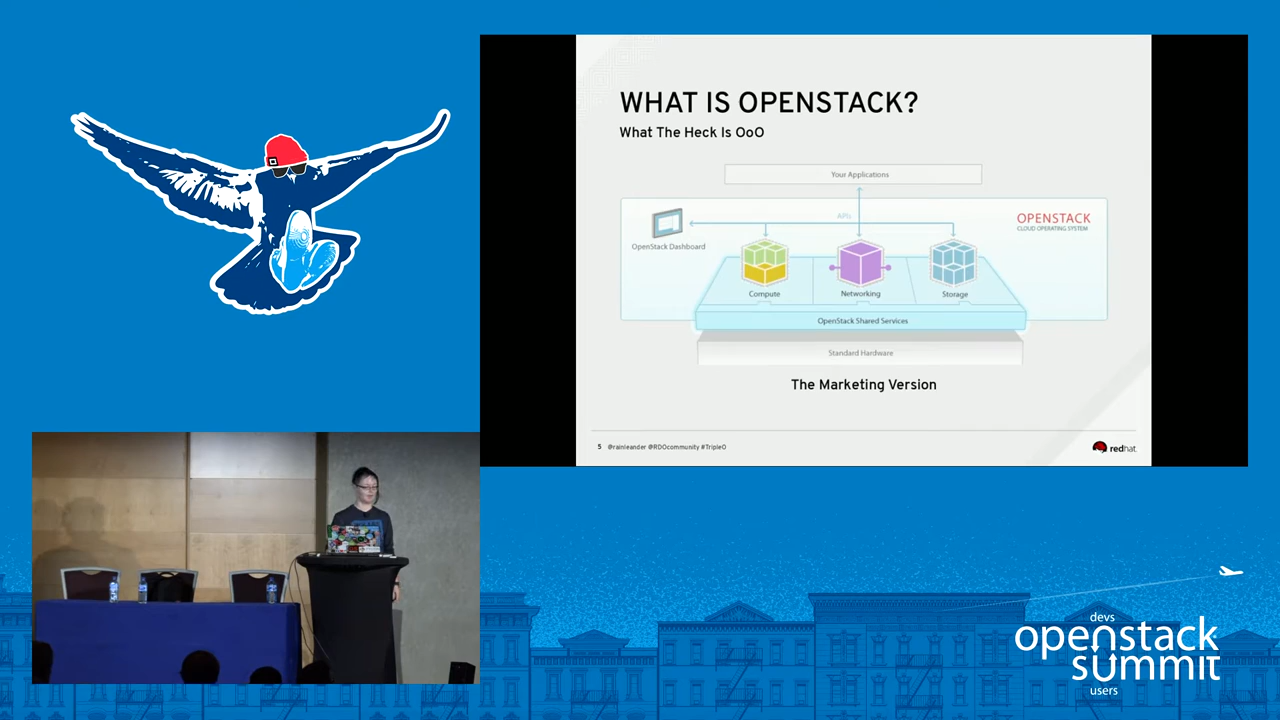 WHAT IS OPENSTACK?
What The Heck Is OoO
Your Applications
APIs
OPENSTACK
CLOUD OPERATING SYSTEM
OpenStack Dashboard
Compute
Networking
Storage
OpenStack Shared Services
Standard Hardware
The Marketing Version
5 @rainleander @RDOcommunity #TripleO
redhat.
devs
openstack
summit
users